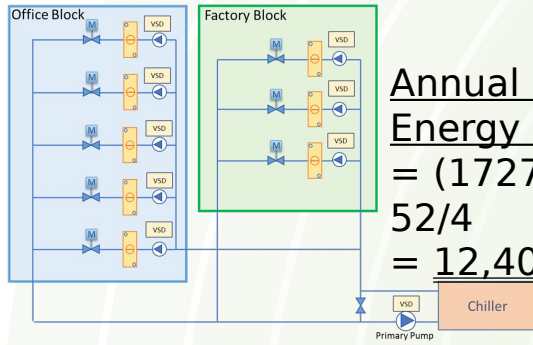 Office Block
M VSD
M VSD
M VSD
M VSD
M VSD
Factory Block
M VSD
M VSD
M VSD
Annual
Energy
= (1727
52/4
= 12,40
VSD
Primary Pump
Chiller